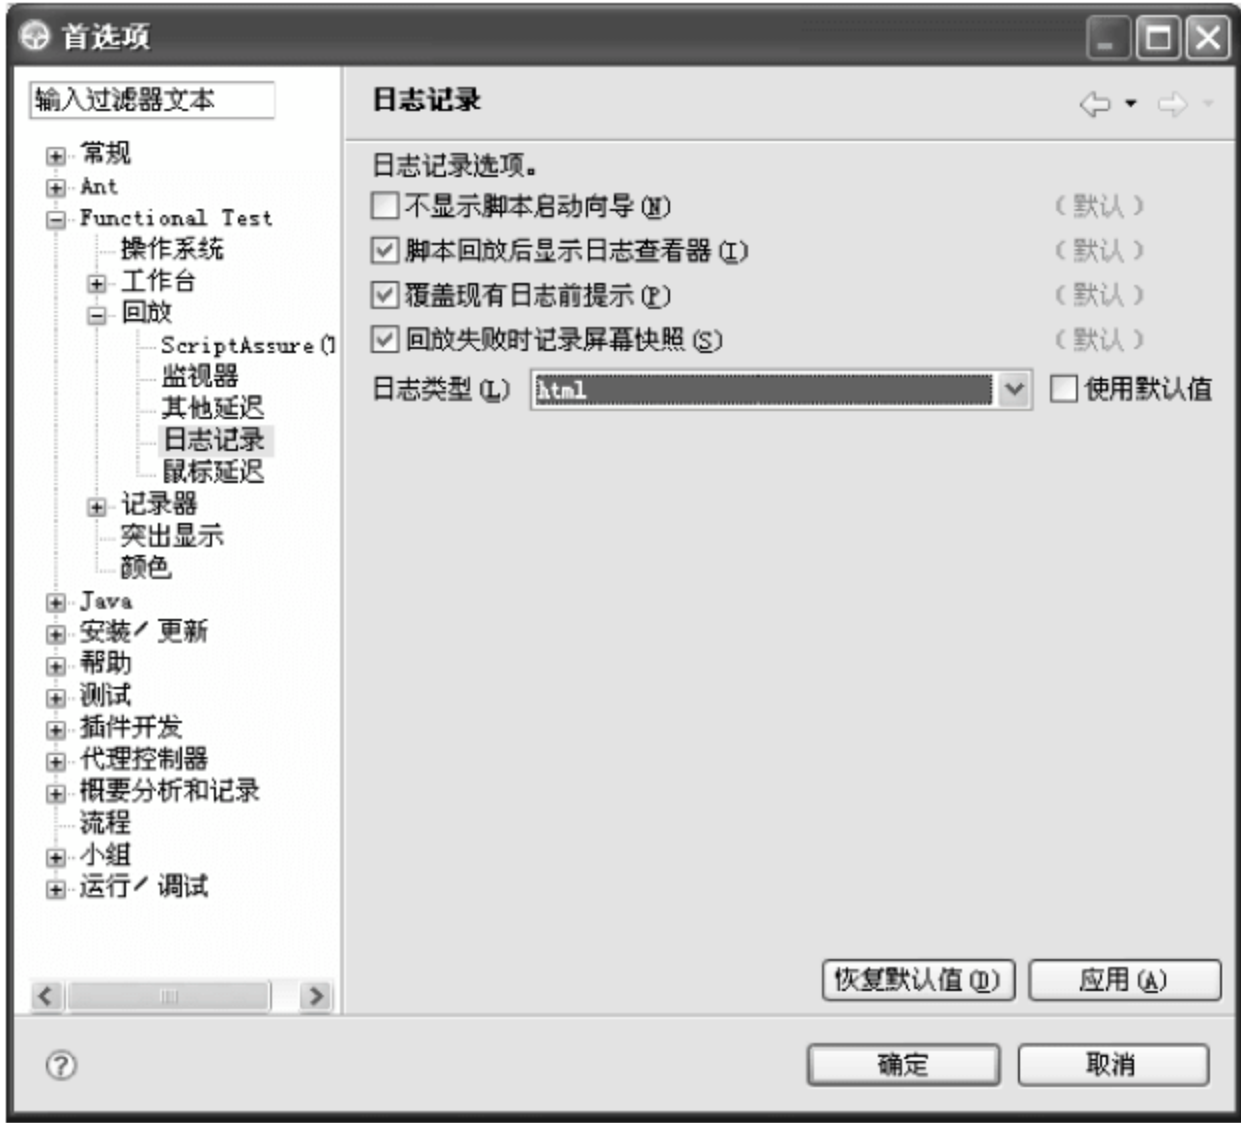 首选项
输入过滤器文本
常规
Ant
Functional Test
操作系统
工作台
回放
ScriptAssure(T
监视器
其他延迟
日志记录
鼠标延迟
记录器
突出显示
颜色
Java
安装/更新
帮助
测试
插件开发
代理控制器
概要分析和记录
流程
小组
运行/调试
日志记录
日志记录选项。
不显示脚本启动向导(N) (默认)
脚本回放后显示日志查看器(I) (默认)
覆盖现有日志前提示(P) (默认)
回放失败时记录屏幕快照(S) (默认)
日志类型(L) html 使用默认值
恢复默认值(D) 应用(A)
确定 取消